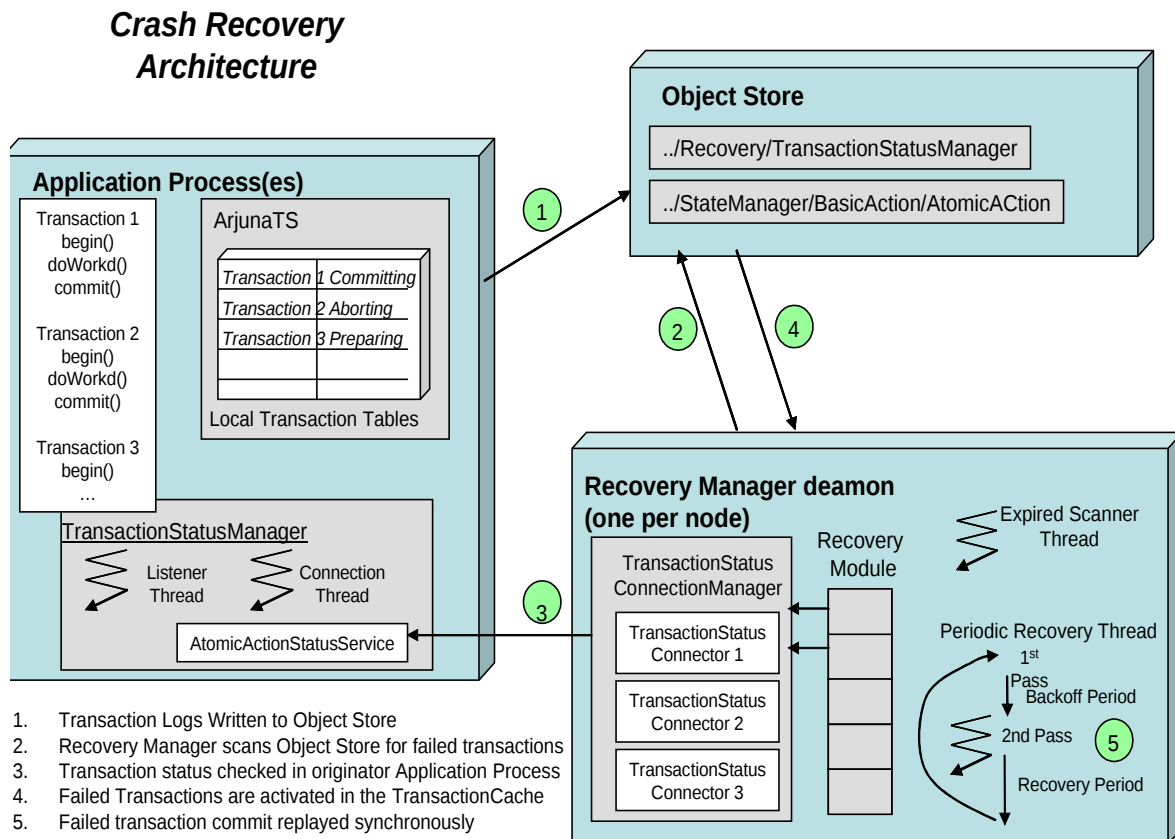 Crash Recovery
Architecture
Object Store
../Recovery/TransactionStatusManager
../StateManager/BasicAction/AtomicACtion
Application Process(es)
Transaction 1
begin()
doWorkd()
commit()
Transaction 2
begin()
doWorkd()
commit()
Transaction 3
begin()
…
ArjunaTS
Transaction 1 Committing
Transaction 2 Aborting
Transaction 3 Preparing
Local Transaction Tables
1
2
4
TransactionStatusManager
Listener
Thread
Connection
Thread
AtomicActionStatusService
3
Recovery Manager deamon
(one per node)
TransactionStatus
ConnectionManager
TransactionStatus
Connector 1
TransactionStatus
Connector 2
TransactionStatus
Connector 3
Recovery
Module
Expired Scanner
Thread
Periodic Recovery Thread
1st
Pass
Backoff Period
2nd Pass
5
Recovery Period
1. Transaction Logs Written to Object Store
2. Recovery Manager scans Object Store for failed transactions
3. Transaction status checked in originator Application Process
4. Failed Transactions are activated in the TransactionCache
5. Failed transaction commit replayed synchronously